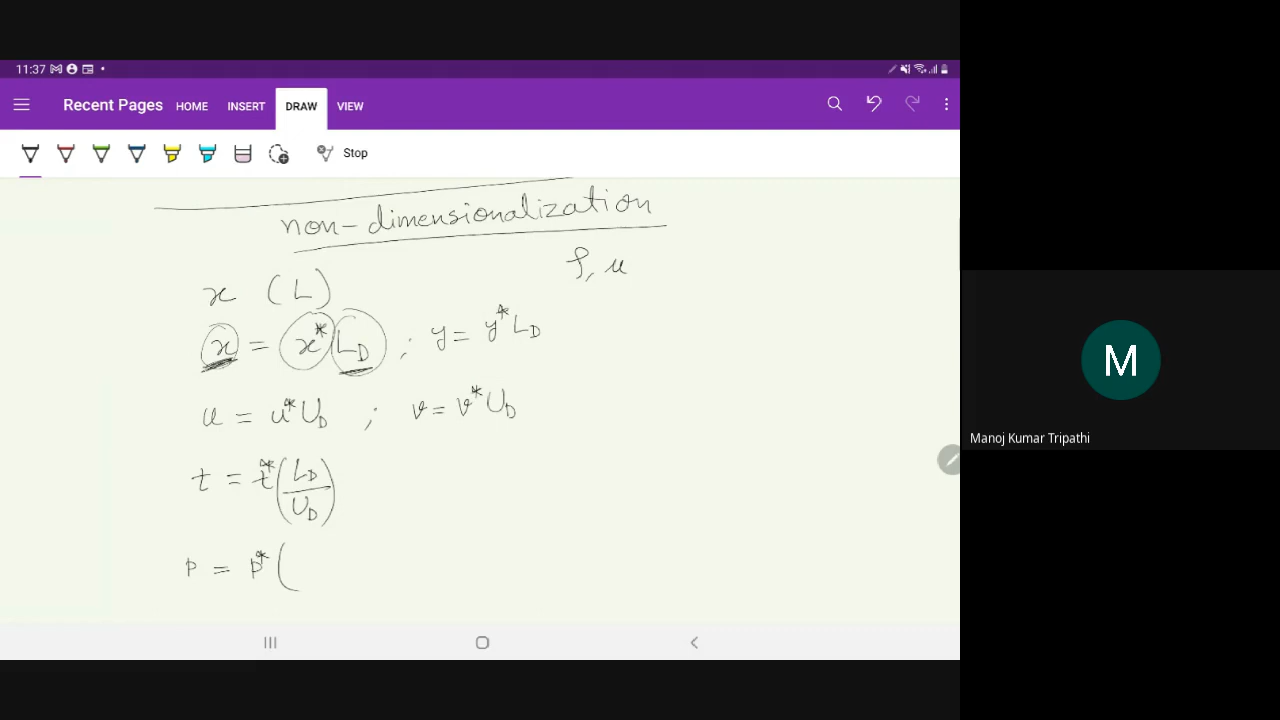 11:37
Recent Pages HOME INSERT DRAW VIEW
Stop
non-dimensionalization
ρ, u
x (L)
x = x* L_D ; y = y* L_D
u = u* U_D ; v = v* U_D
t = t* (L_D / U_D)
p = p* (
M
Manoj Kumar Tripathi